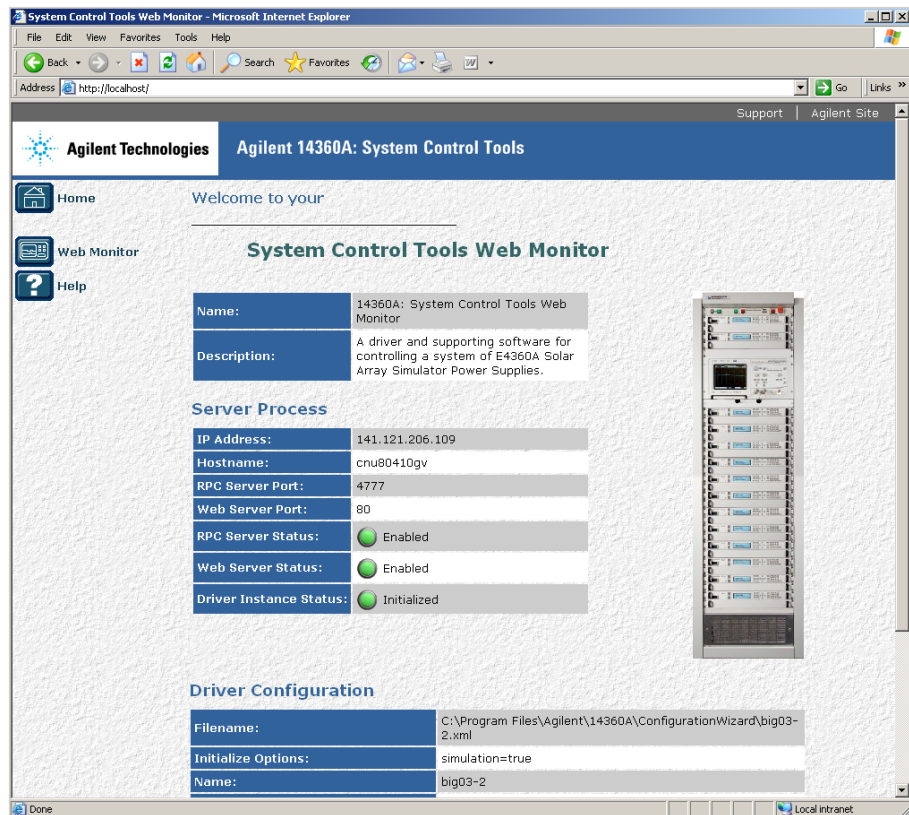 System Control Tools Web Monitor - Microsoft Internet Explorer
File Edit View Favorites Tools Help
Back Search Favorites
Address http://localhost/ Go Links »
Support | Agilent Site
Agilent Technologies Agilent 14360A: System Control Tools
Home
Welcome to your
Web Monitor
System Control Tools Web Monitor
Help
Name: 14360A: System Control Tools Web
Monitor
Description: A driver and
supporting software for
controlling a system of E4360A Solar
Array Simulator Power Supplies.
Server Process
IP Address: 141.121.206.109
Hostname: cnu80410gv
RPC Server Port: 4777
Web Server Port: 80
RPC Server Status: Enabled
Web Server Status: Enabled
Driver Instance Status: Initialized
Driver Configuration
Filename: C:\Program Files\Agilent\14360A\ConfigurationWizard\big03-
2.xml
Initialize Options: simulation=true
Name: big03-2
Done Local intranet